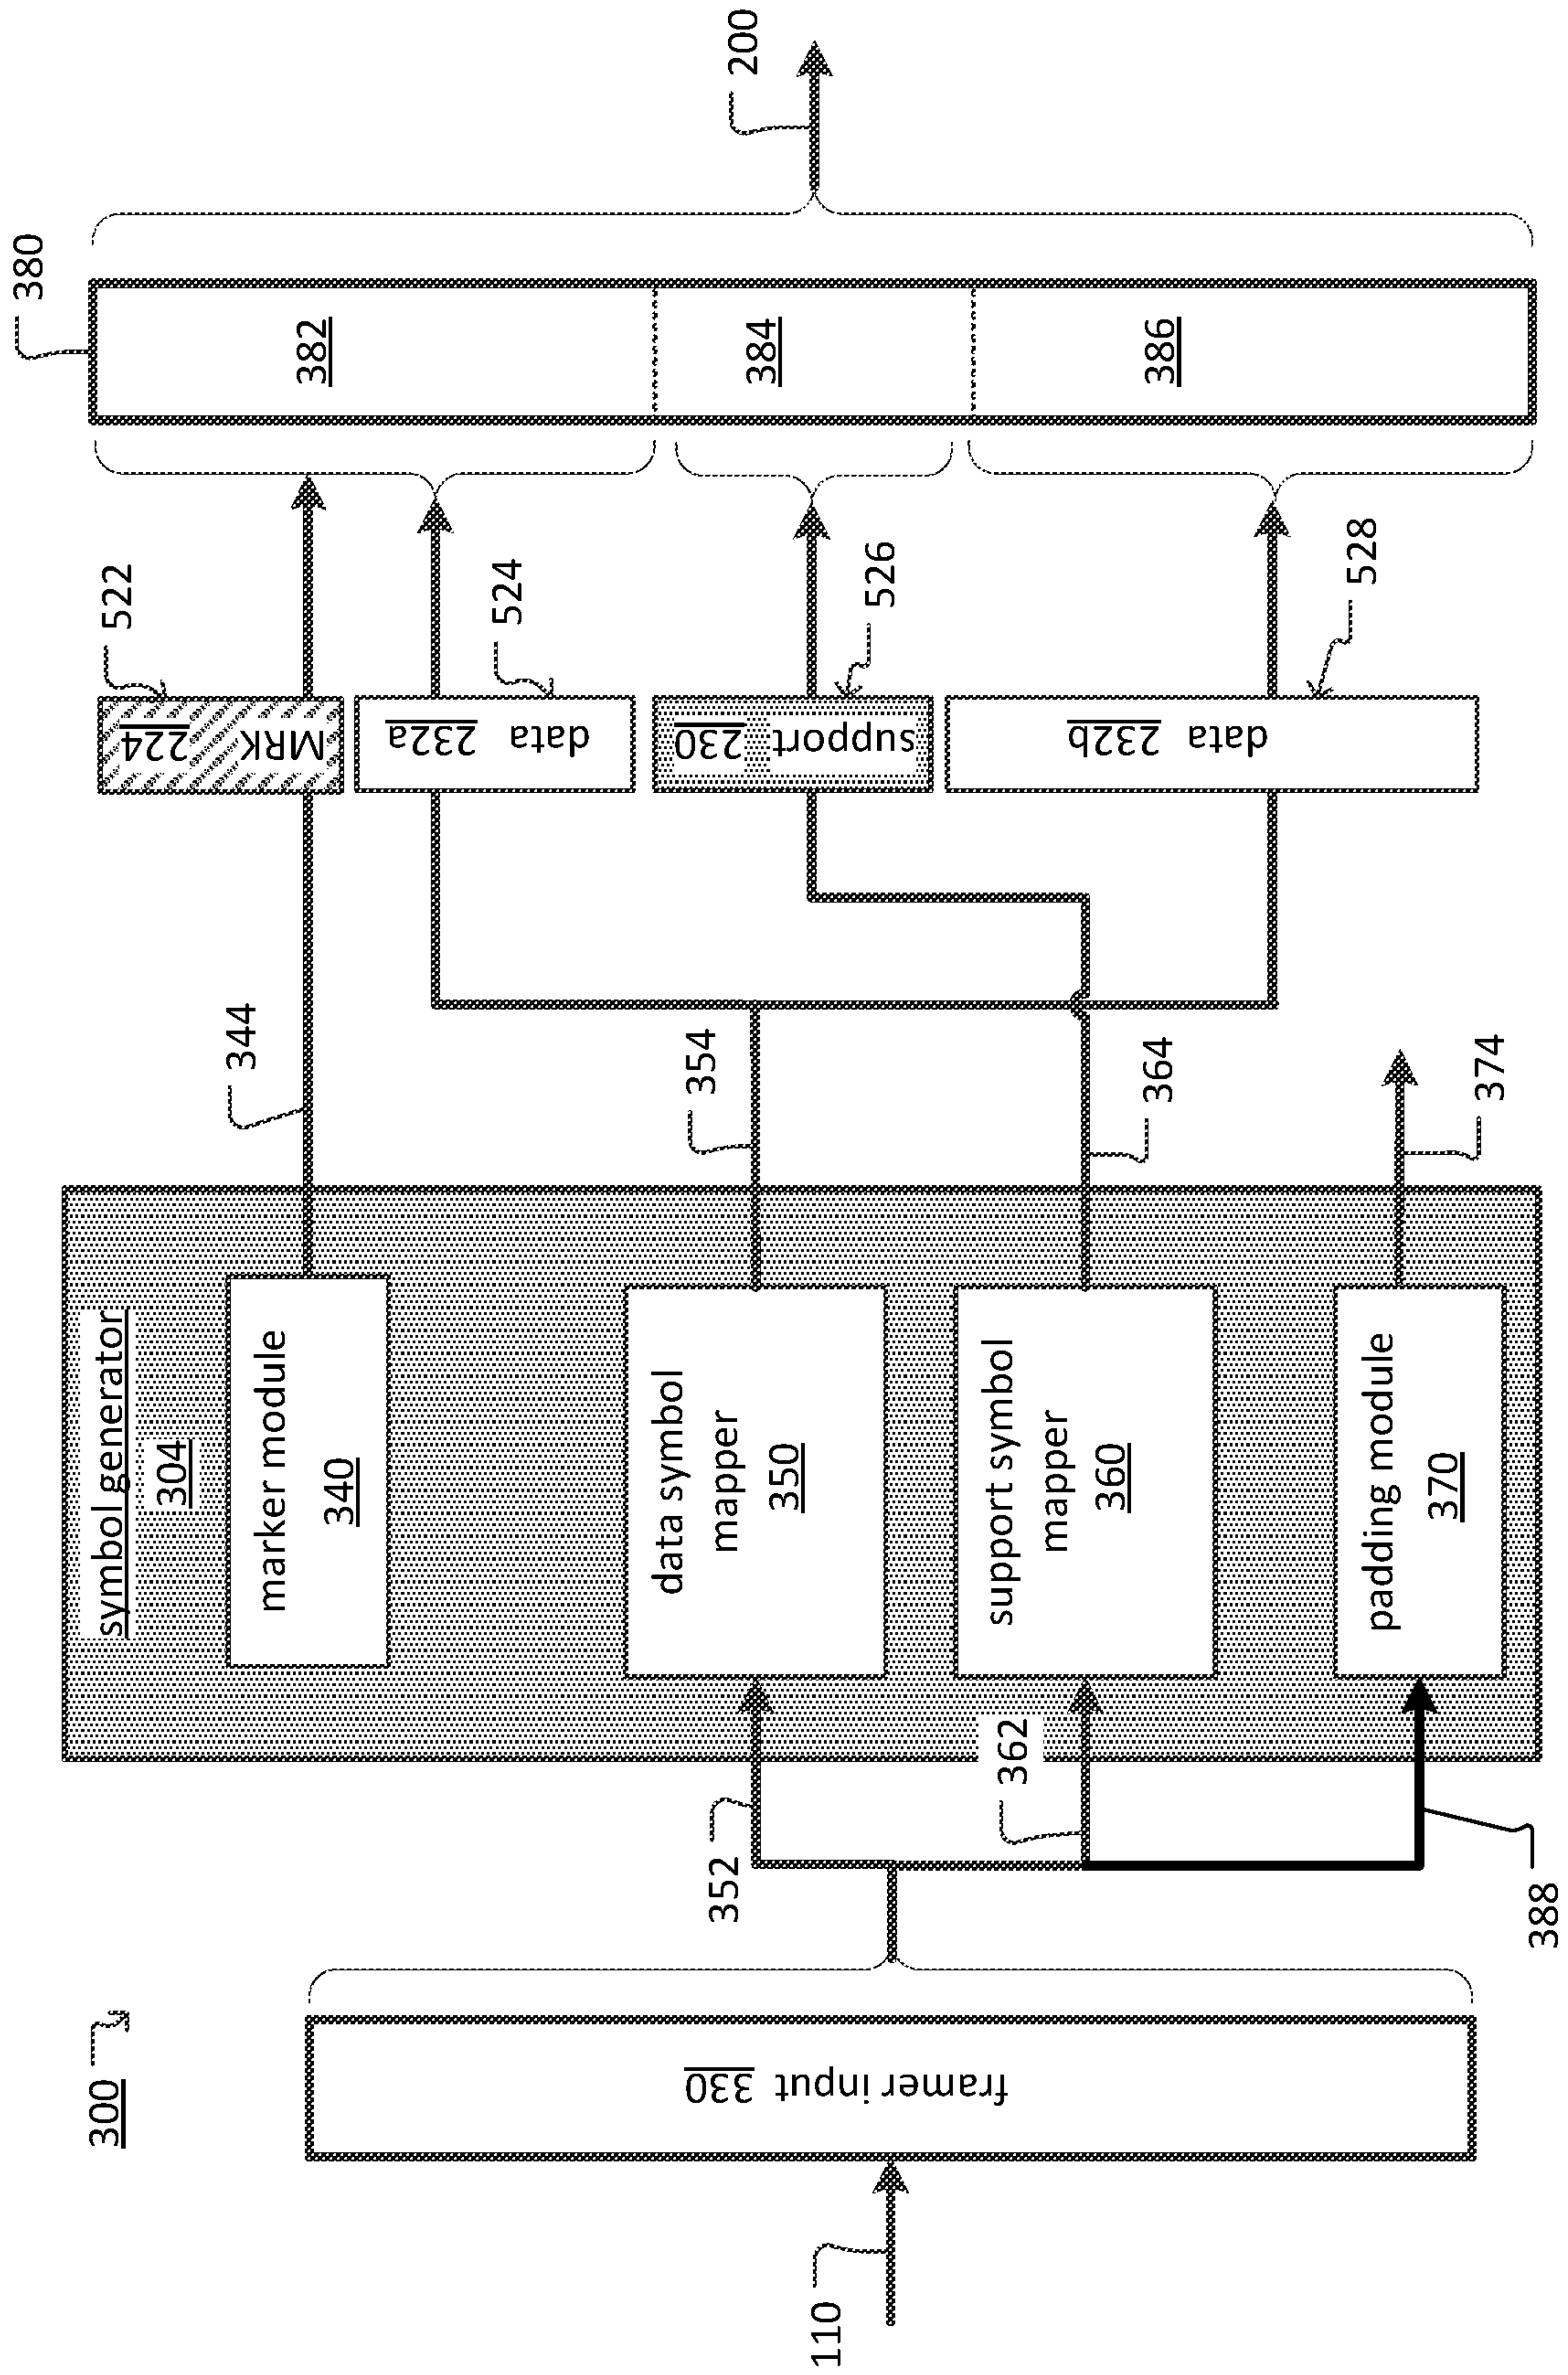 300
110
framer input 330
352
362
388
symbol generator
304
marker module
340
data symbol
mapper
350
support symbol
mapper
360
padding module
370
344
354
364
374
MRK 224
522
data 232a
524
support 230
526
data 232b
528
380
382
384
386
200